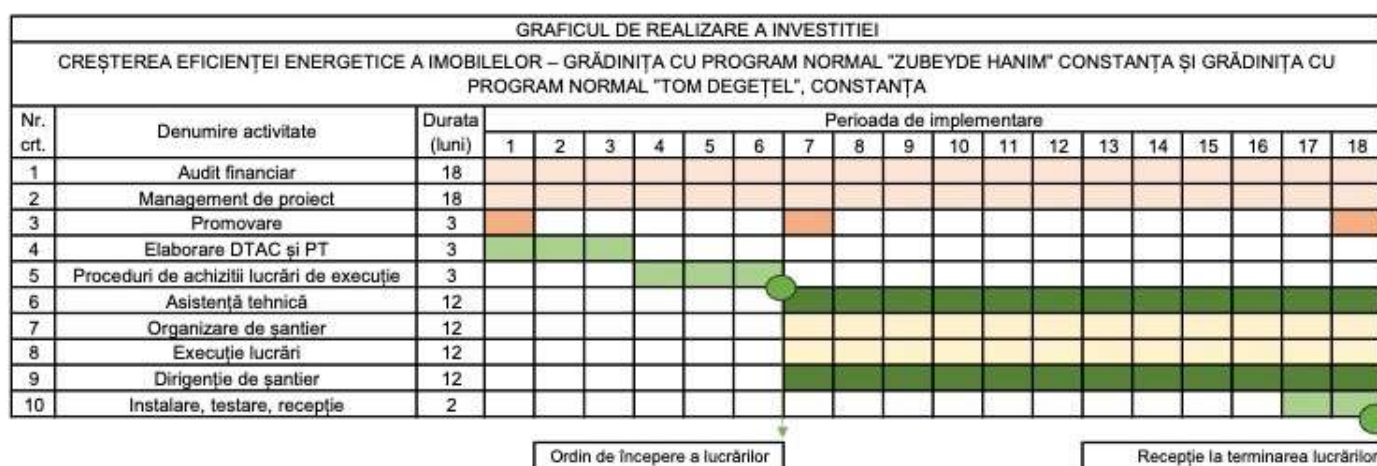 GRAFICUL DE REALIZARE A INVESTITIEI
CREȘTEREA EFICIENȚEI ENERGETICE A IMOBILELOR – GRĂDINIȚA CU PROGRAM NORMAL "ZUBEYDE HANIM" CONSTANȚA ȘI GRĂDINIȚA CU
PROGRAM NORMAL "TOM DEGEȚEL", CONSTANȚA
Nr. crt. Denumire activitate Durata (luni) Perioada de implementare
1 2 3 4 5 6 7 8 9 10 11 12 13 14 15 16 17 18
1 Audit financiar 18
2 Management de proiect 18
3 Promovare 3
4 Elaborare DTAC și PT 3
5 Proceduri de achizitii lucrări de execuție 3
6 Asistență tehnică 12
7 Organizare de șantier 12
8 Execuție lucrări 12
9 Dirigenție de șantier 12
10 Instalare, testare, recepție 2
Ordin de începere a lucrărilor Recepție la terminarea lucrărilor